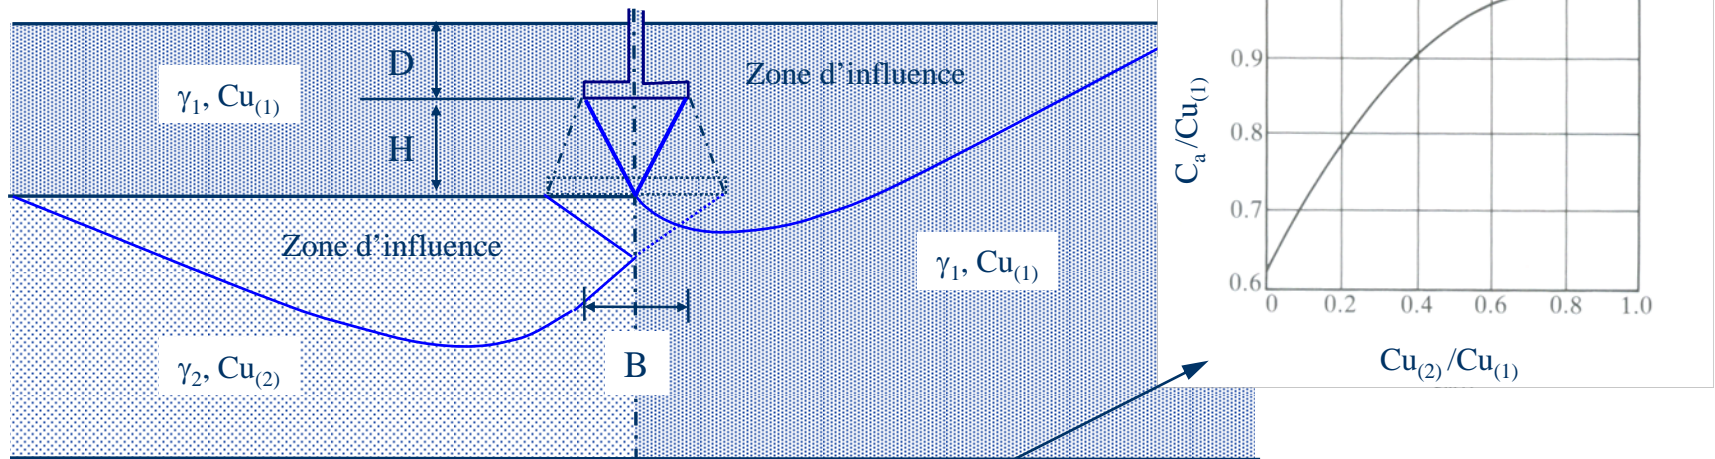 D
H
γ₁, Cu₍₁₎
Zone d’influence
Zone d’influence
γ₁, Cu₍₁₎
γ₂, Cu₍₂₎
B
Cₐ/Cu₍₁₎
0.9
0.8
0.7
0.6
0 0.2 0.4 0.6 0.8 1.0
Cu₍₂₎/Cu₍₁₎